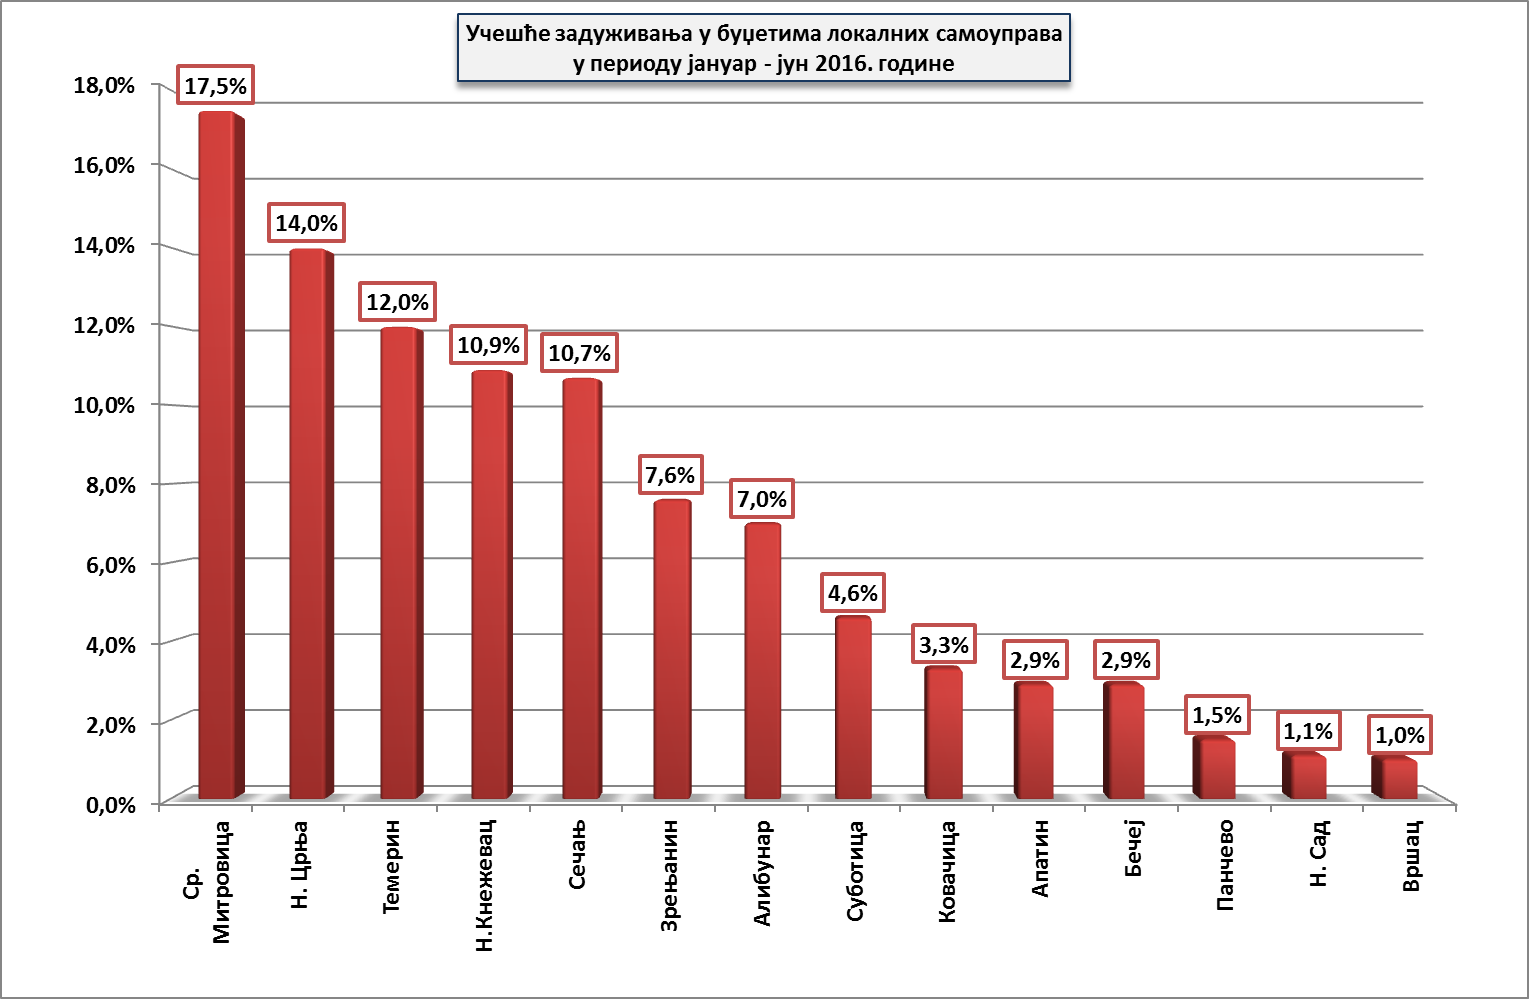 Учешће задуживања у буџетима локалних самоуправа
у периоду јануар - јун 2016. године
18,0%
16,0%
14,0%
12,0%
10,0%
8,0%
6,0%
4,0%
2,0%
0,0%
17,5%
14,0%
12,0%
10,9%
10,7%
7,6%
7,0%
4,6%
3,3%
2,9%
2,9%
1,5%
1,1%
1,0%
Ср.
Митровица
Н. Црња
Темерин
Н.Кнежевац
Сечањ
Зрењанин
Алибунар
Суботица
Ковачица
Апатин
Бечеј
Панчево
Н. Сад
Вршац